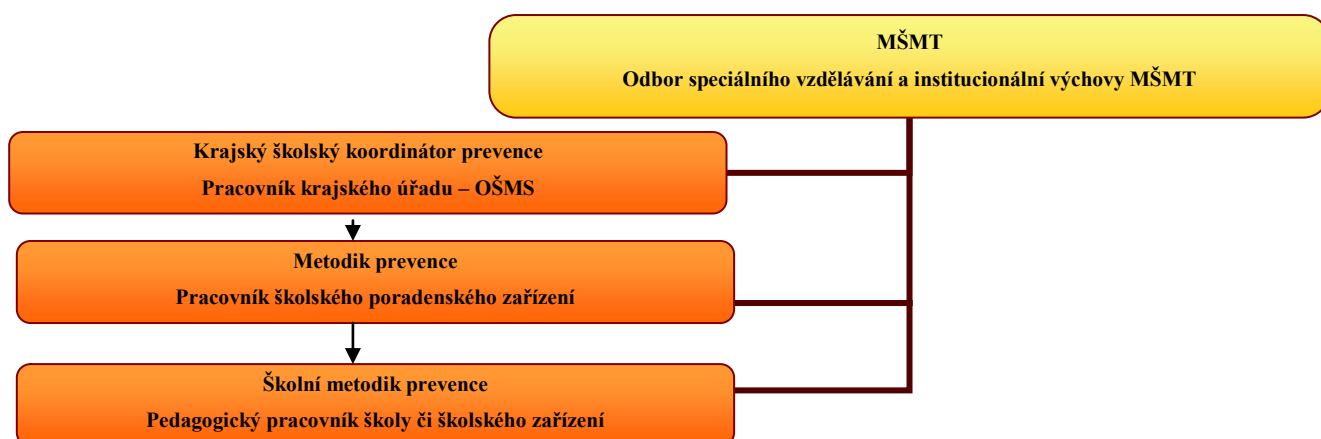 MŠMT
Odbor speciálního vzdělávání a institucionální výchovy MŠMT
Krajský školský koordinátor prevence
Pracovník krajského úřadu – OŠMS
Metodik prevence
Pracovník školského poradenského zařízení
Školní metodik prevence
Pedagogický pracovník školy či školského zařízení